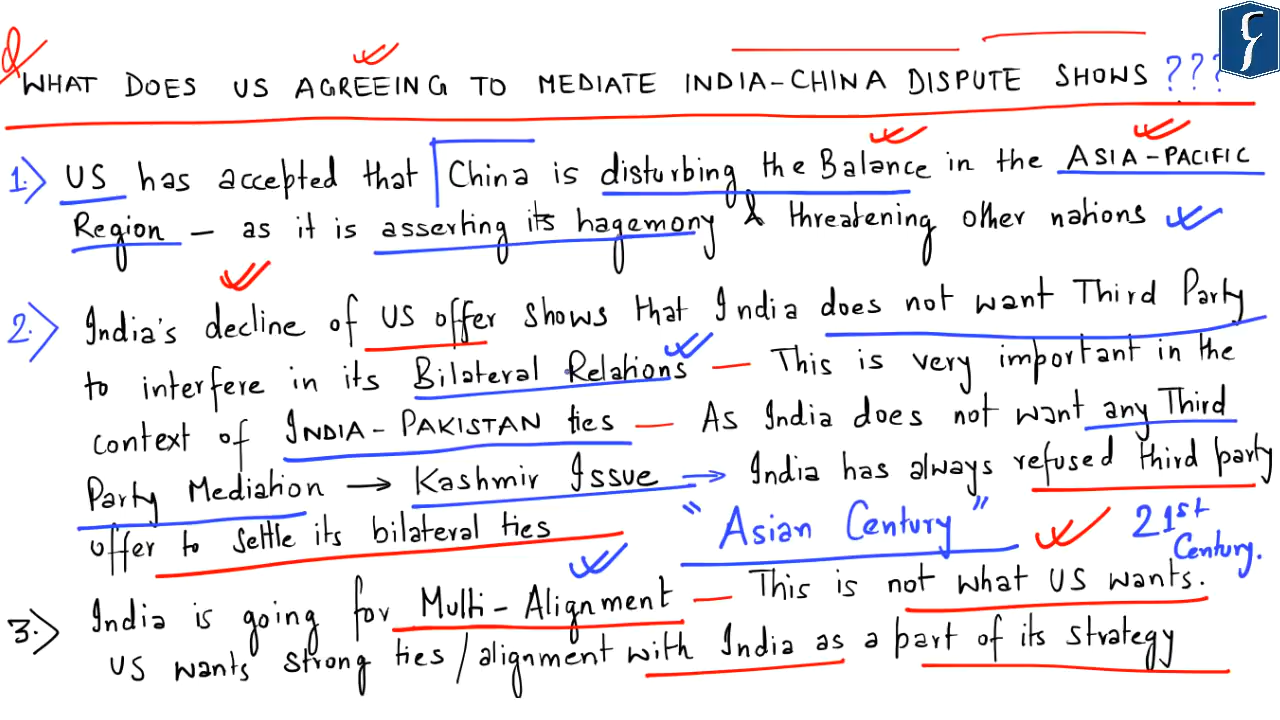 Q
WHAT DOES US AGREEING TO MEDIATE INDIA-CHINA DISPUTE SHOWS ???
1.) US has accepted that China is disturbing the Balance in the ASIA-PACIFIC
Region - as it is asserting its hagemony & threatening other nations
2.) India's decline of US offer shows that India does not want Third Party
to interfere in its Bilateral Relations - This is very important in the
context of INDIA-PAKISTAN ties - As India does not want any Third
Party Mediation → Kashmir Issue → India has always refused third party
offer to settle its bilateral ties
"Asian Century" 21st Century.
3.) India is going for Multi-Alignment - This is not what US wants.
US wants strong ties/alignment with India as a part of its strategy